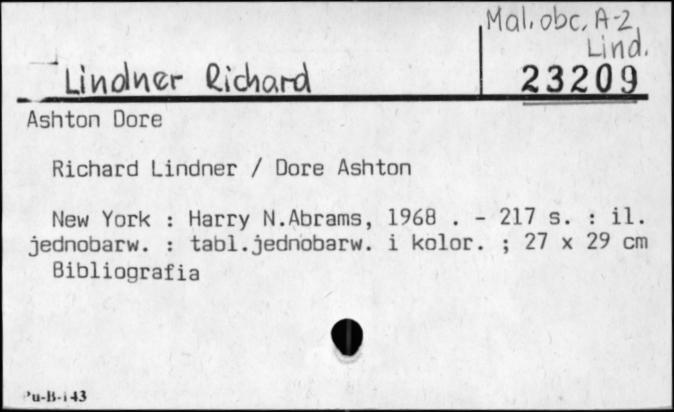 Mal. obc. A-2
Lind.
Lindner Richard
23209
Ashton Dore
Richard Lindner / Dore Ashton
New York : Harry N.Abrams, 1968 . - 217 s. : il.
jednobarw. : tabl.jednobarw. i kolor. ; 27 x 29 cm
Bibliografia
Pu-B-143